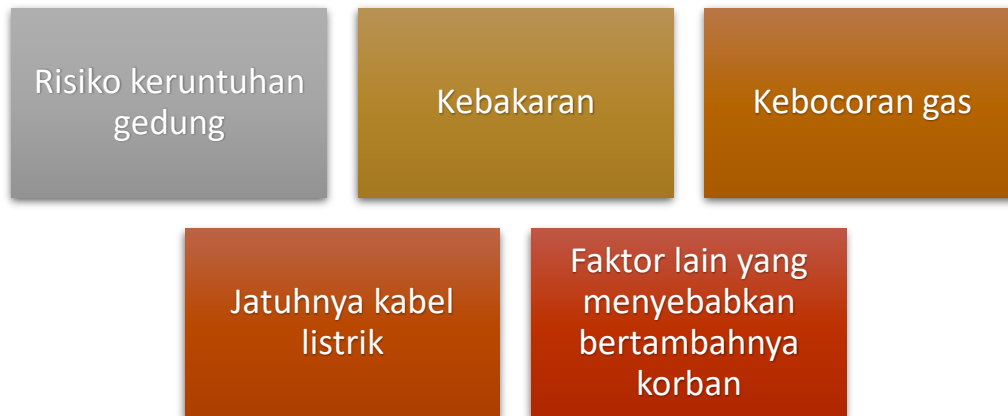 Risiko keruntuhan
gedung
Kebakaran
Kebocoran gas
Jatuhnya kabel
listrik
Faktor lain yang
menyebabkan
bertambahnya
korban